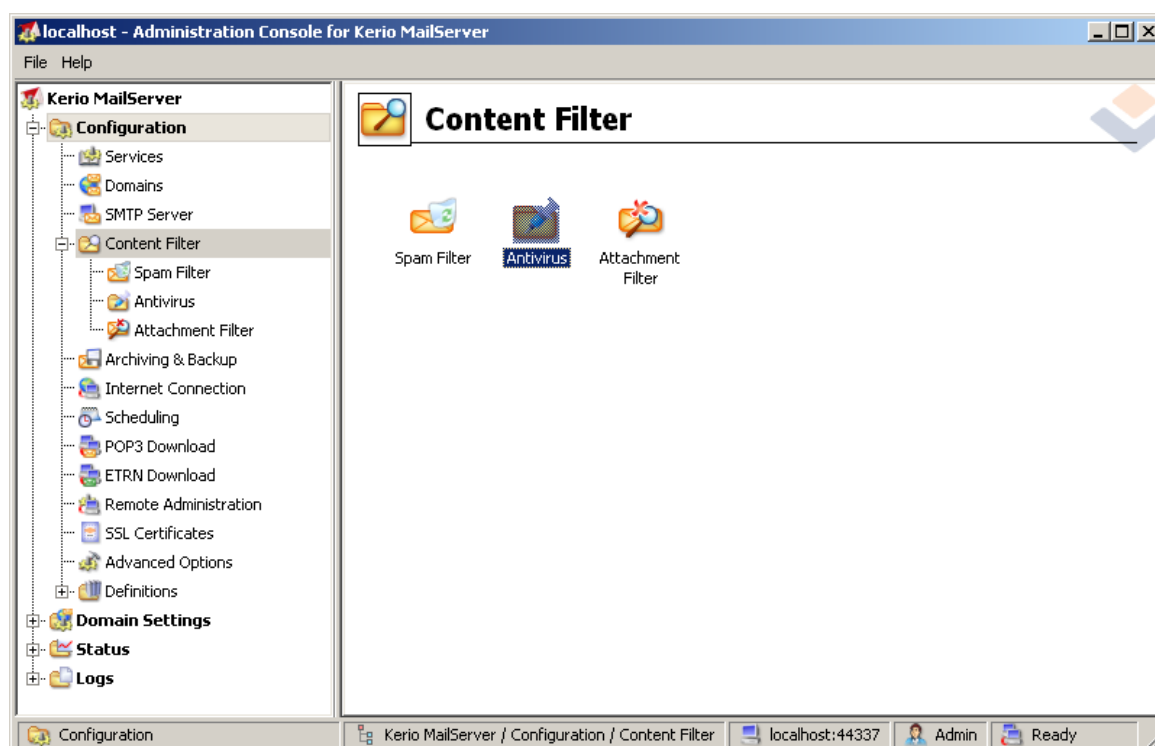 localhost - Administration Console for Kerio MailServer
File Help
Kerio MailServer
Configuration
Services
Domains
SMTP Server
Content Filter
Spam Filter
Antivirus
Attachment Filter
Archiving & Backup
Internet Connection
Scheduling
POP3 Download
ETRN Download
Remote Administration
SSL Certificates
Advanced Options
Definitions
Domain Settings
Status
Logs
Content Filter
Spam Filter
Antivirus
Attachment
Filter
Configuration
Kerio MailServer / Configuration / Content Filter
localhost:44337
Admin
Ready